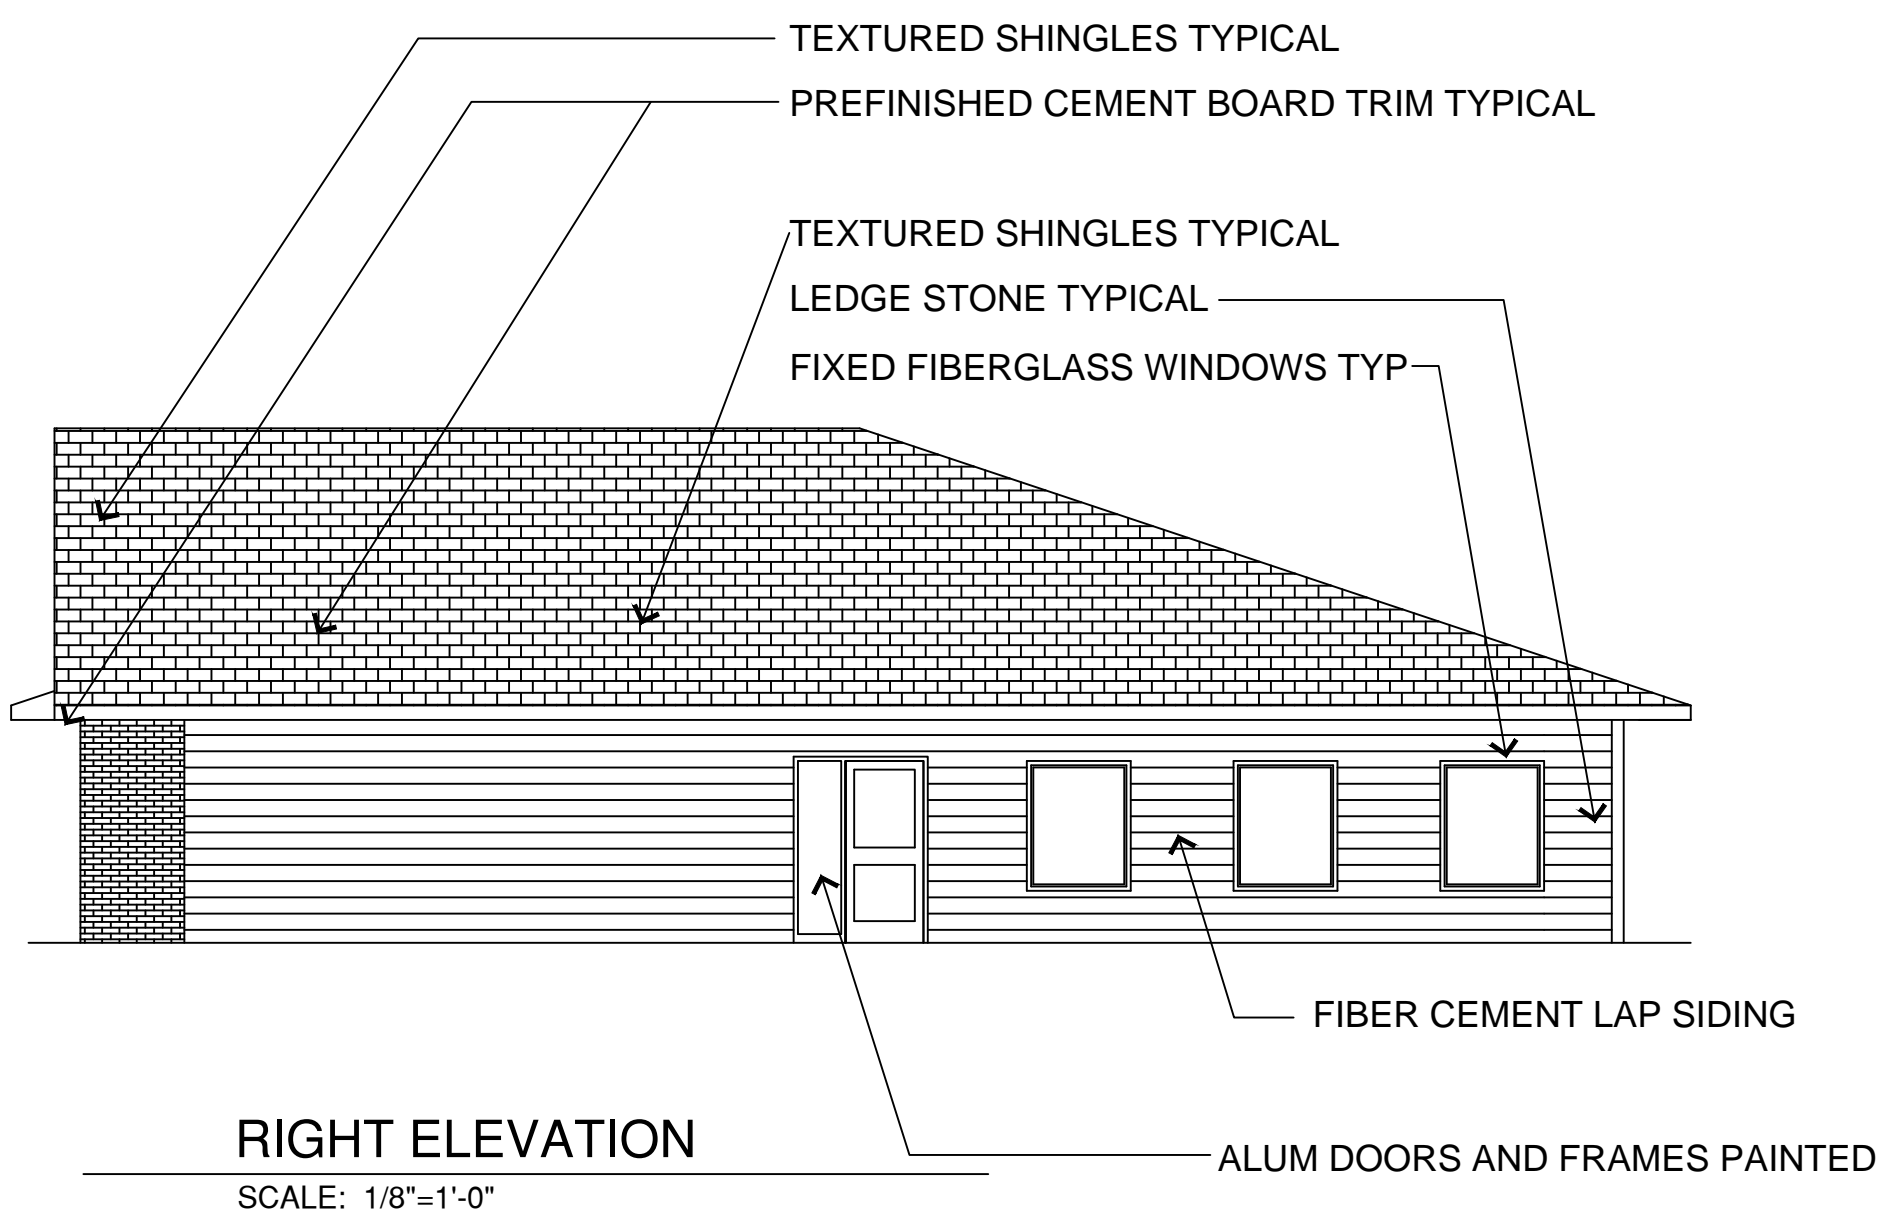 TEXTURED SHINGLES TYPICAL
PREFINISHED CEMENT BOARD TRIM TYPICAL
TEXTURED SHINGLES TYPICAL
LEDGE STONE TYPICAL
FIXED FIBERGLASS WINDOWS TYP
FIBER CEMENT LAP SIDING
RIGHT ELEVATION
ALUM DOORS AND FRAMES PAINTED
SCALE: 1/8"=1'-0"